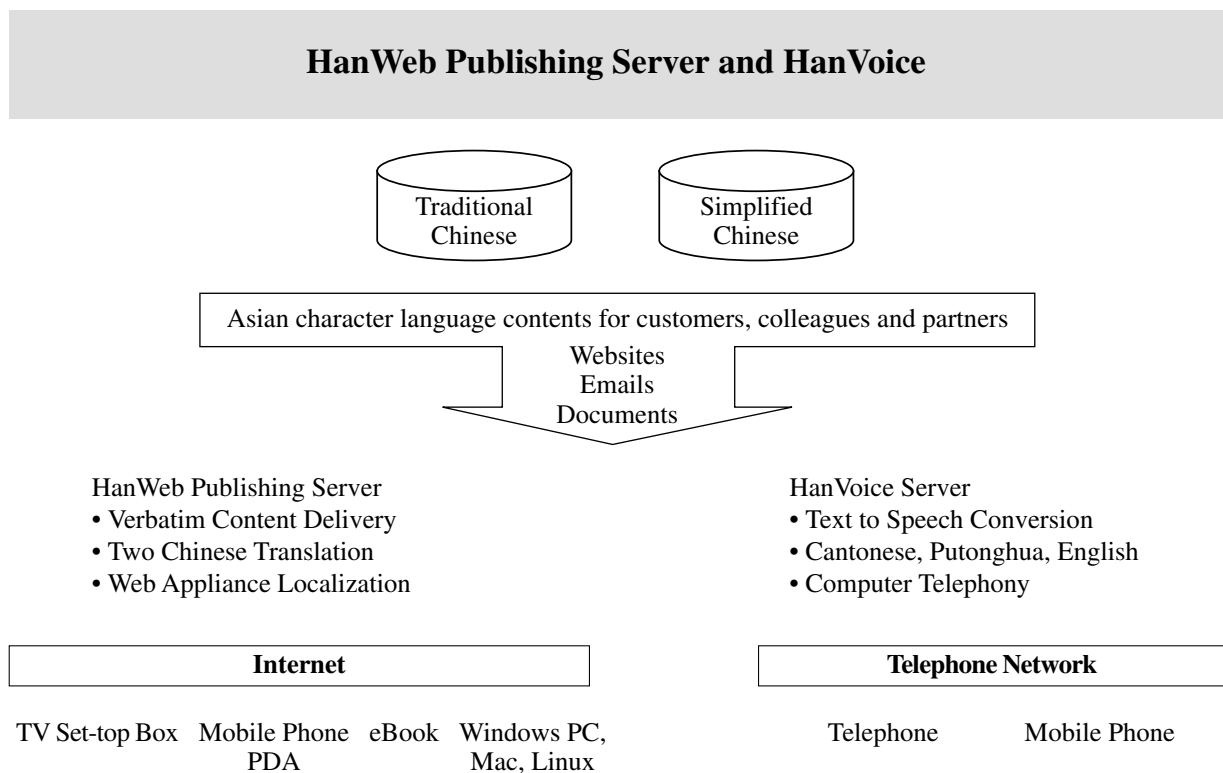 HanWeb Publishing Server and HanVoice
Traditional
Chinese
Simplified
Chinese
Asian character language contents for customers, colleagues and partners
Websites
Emails
Documents
HanWeb Publishing Server
• Verbatim Content Delivery
• Two Chinese Translation
• Web Appliance Localization
HanVoice Server
• Text to Speech Conversion
• Cantonese, Putonghua, English
• Computer Telephony
Internet
TV Set-top Box
Mobile Phone
PDA
eBook
Windows PC,
Mac, Linux
Telephone Network
Telephone
Mobile Phone